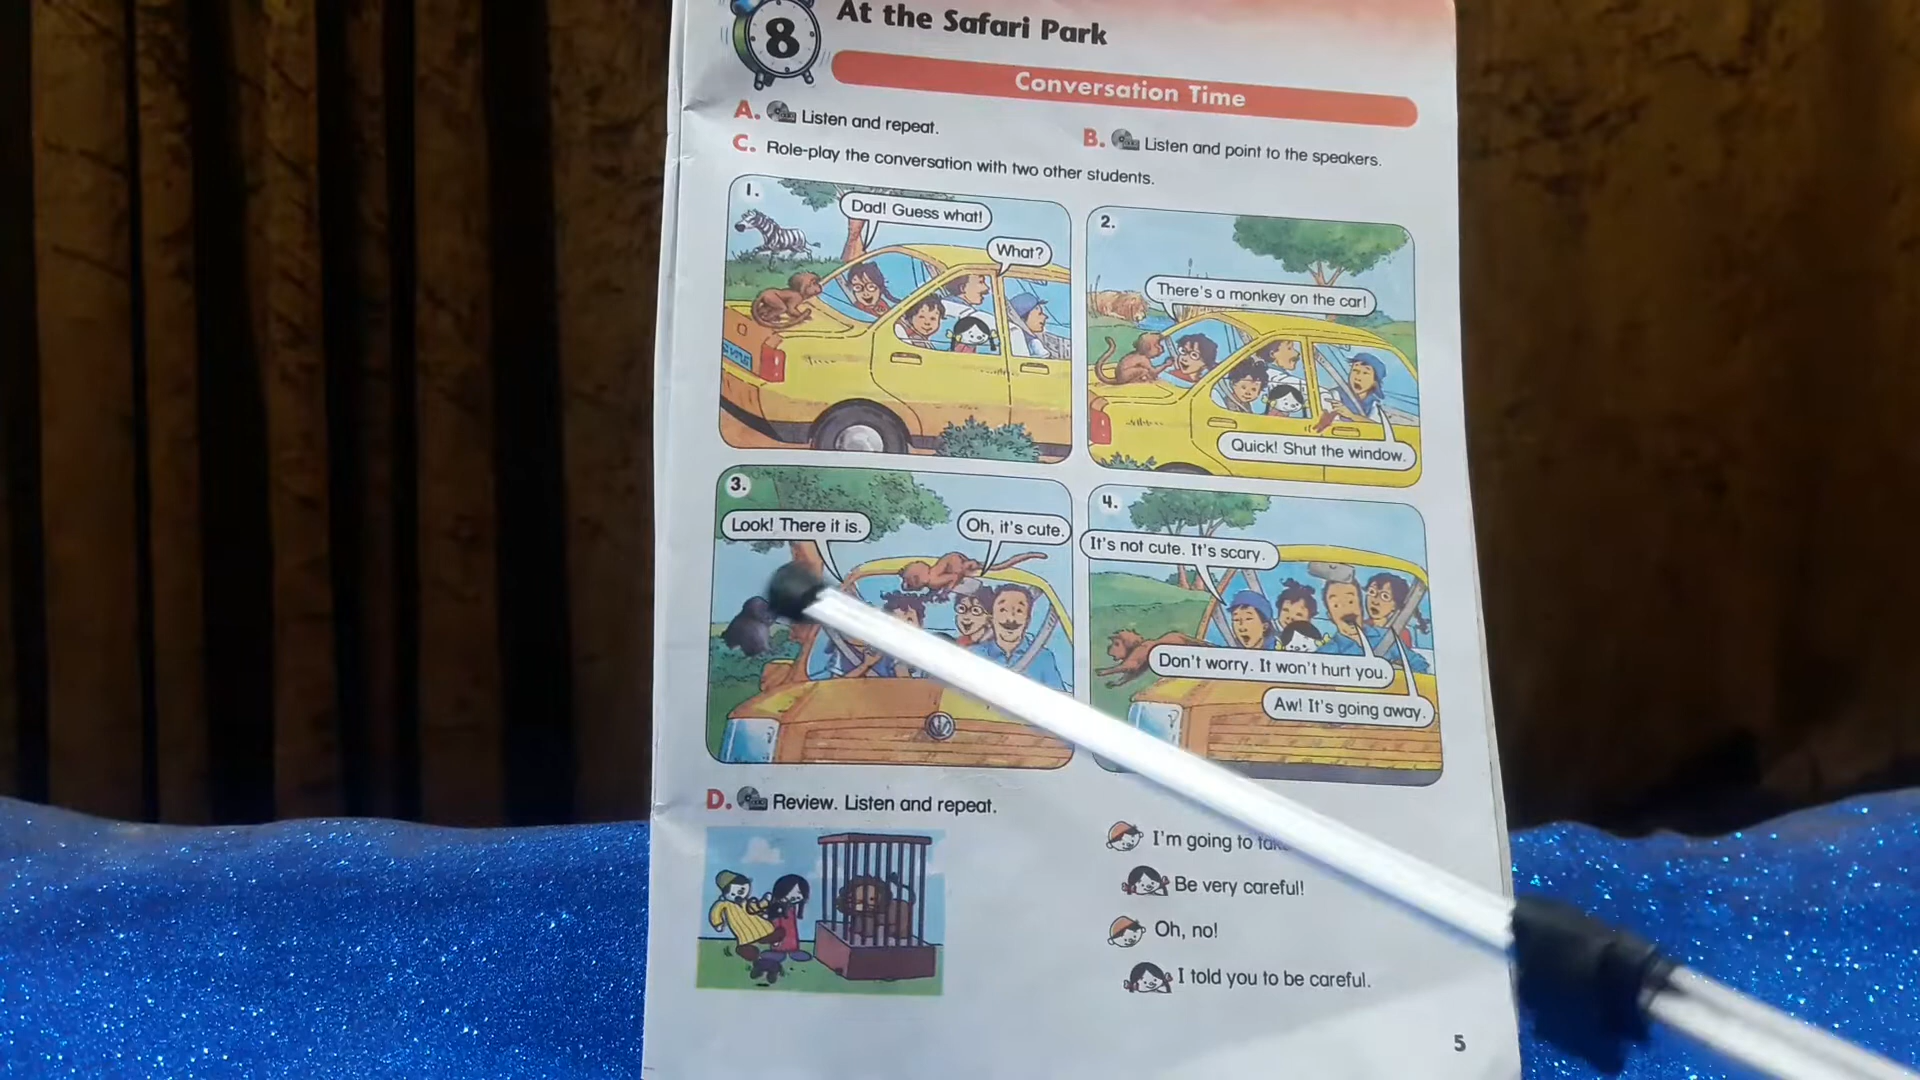 8
At the Safari Park
Conversation Time
A. Listen and repeat.
B. Listen and point to the speakers.
C. Role-play the conversation with two other students.
1.
Dad! Guess what!
What?
2.
There's a monkey on the car!
Quick! Shut the window.
3.
Look! There it is.
Oh, it's cute.
4.
It's not cute. It's scary.
Don't worry. It won't hurt you.
Aw! It's going away.
D. Review. Listen and repeat.
I'm going to
Be very careful!
Oh, no!
I told you to be careful.
5